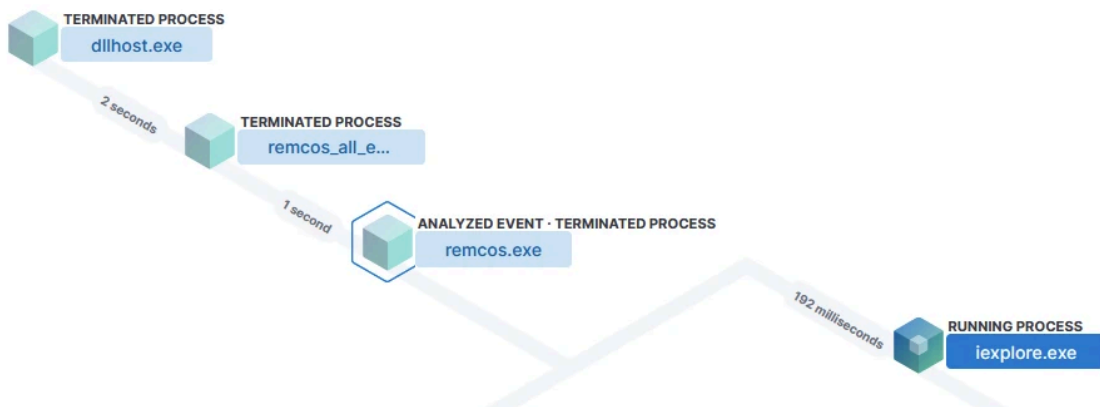 TERMINATED PROCESS
dllhost.exe
2 seconds
TERMINATED PROCESS
remcos_all_e...
1 second
ANALYZED EVENT · TERMINATED PROCESS
remcos.exe
192 milliseconds
RUNNING PROCESS
iexplore.exe